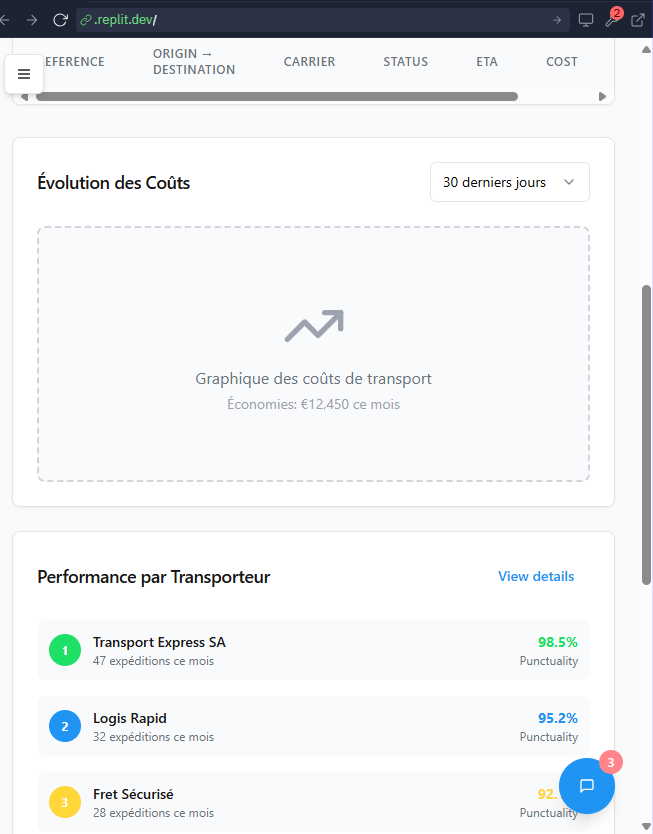 .replit.dev/
2
EFERENCE
ORIGIN →
DESTINATION
CARRIER
STATUS
ETA
COST
Évolution des Coûts
30 derniers jours
Graphique des coûts de transport
Économies: €12,450 ce mois
Performance par Transporteur
View details
1
Transport Express SA
98.5%
47 expéditions ce mois
Punctuality
2
Logis Rapid
95.2%
32 expéditions ce mois
Punctuality
3
3
Fret Sécurisé
92.
28 expéditions ce mois
Punctuality